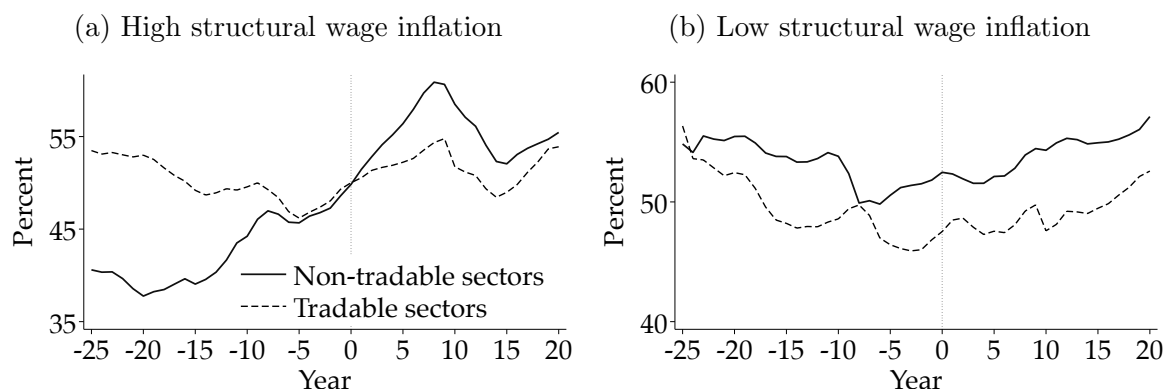 (a) High structural wage inflation
(b) Low structural wage inflation
Percent
55
45
35
Non-tradable sectors
Tradable sectors
-25 -20 -15 -10 -5 0 5 10 15 20
Year
Percent
60
50
40
-25 -20 -15 -10 -5 0 5 10 15 20
Year